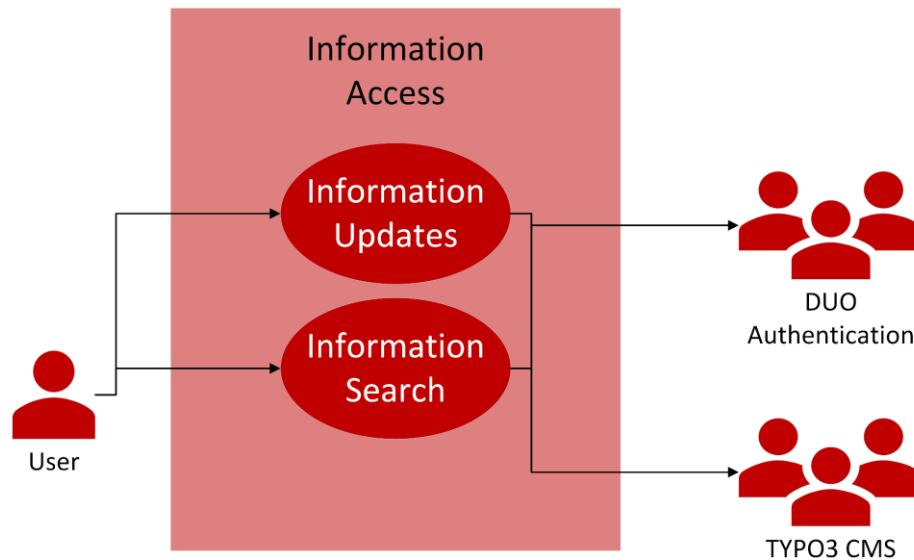 Information
Access
Information
Updates
Information
Search
User
DUO
Authentication
TYPO3 CMS